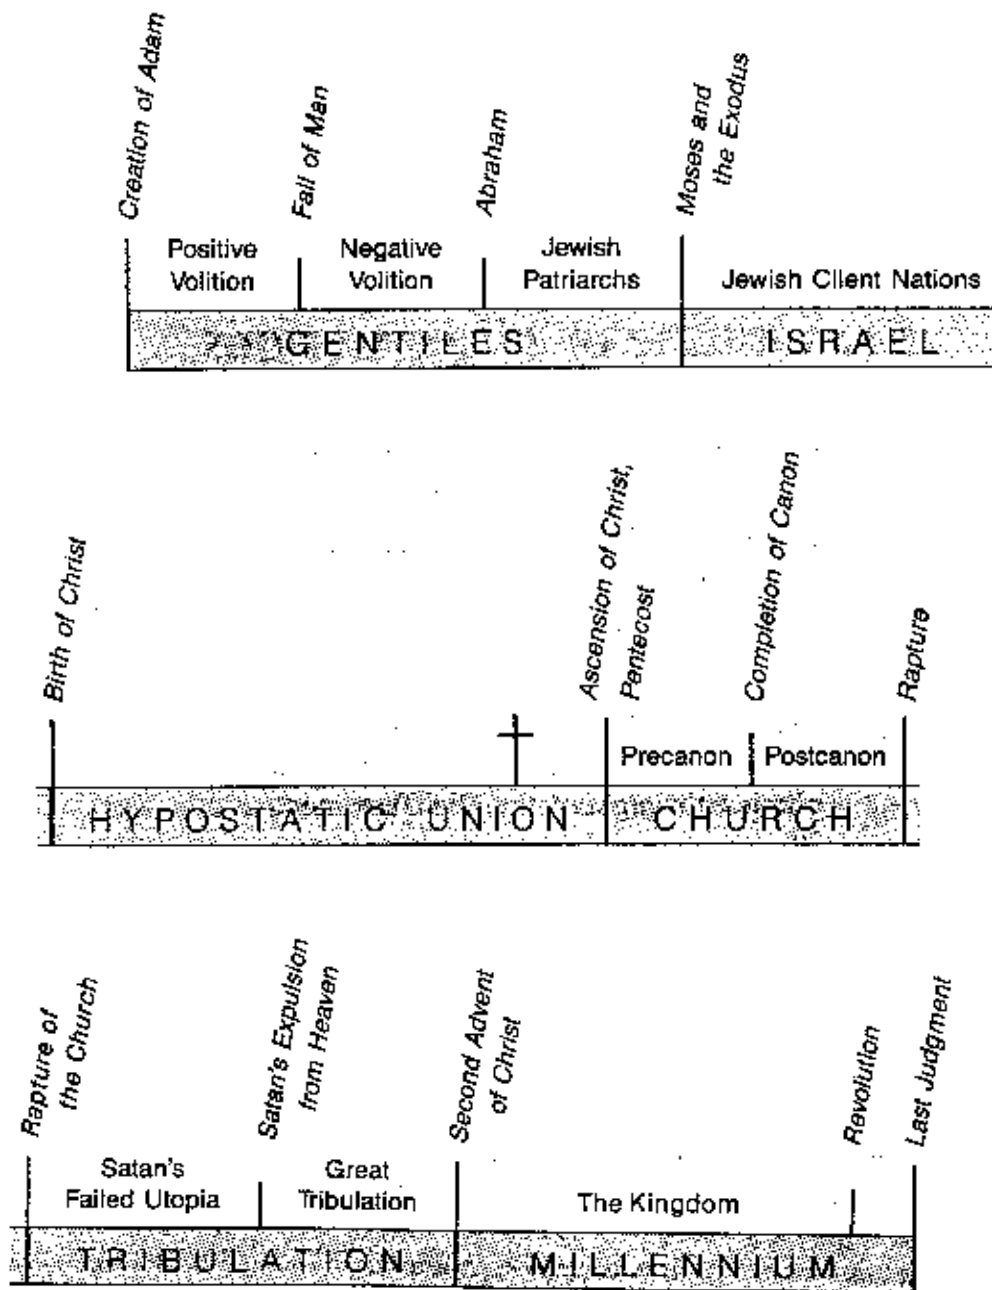 Creation of Adam
Fall of Man
Abraham
Moses and
the Exodus
Positive
Volition
Negative
Volition
Jewish
Patriarchs
Jewish Client Nations
GENTILES
ISRAEL
Birth of Christ
Ascension of Christ,
Pentecost
Completion of Canon
Rapture
Precanon
Postcanon
HYPOSTATIC UNION
CHURCH
Rapture of
the Church
Satan's Expulsion
from Heaven
Second Advent
of Christ
Revolution
Last Judgment
Satan's
Failed Utopia
Great
Tribulation
The Kingdom
TRIBULATION
MILLENNIUM